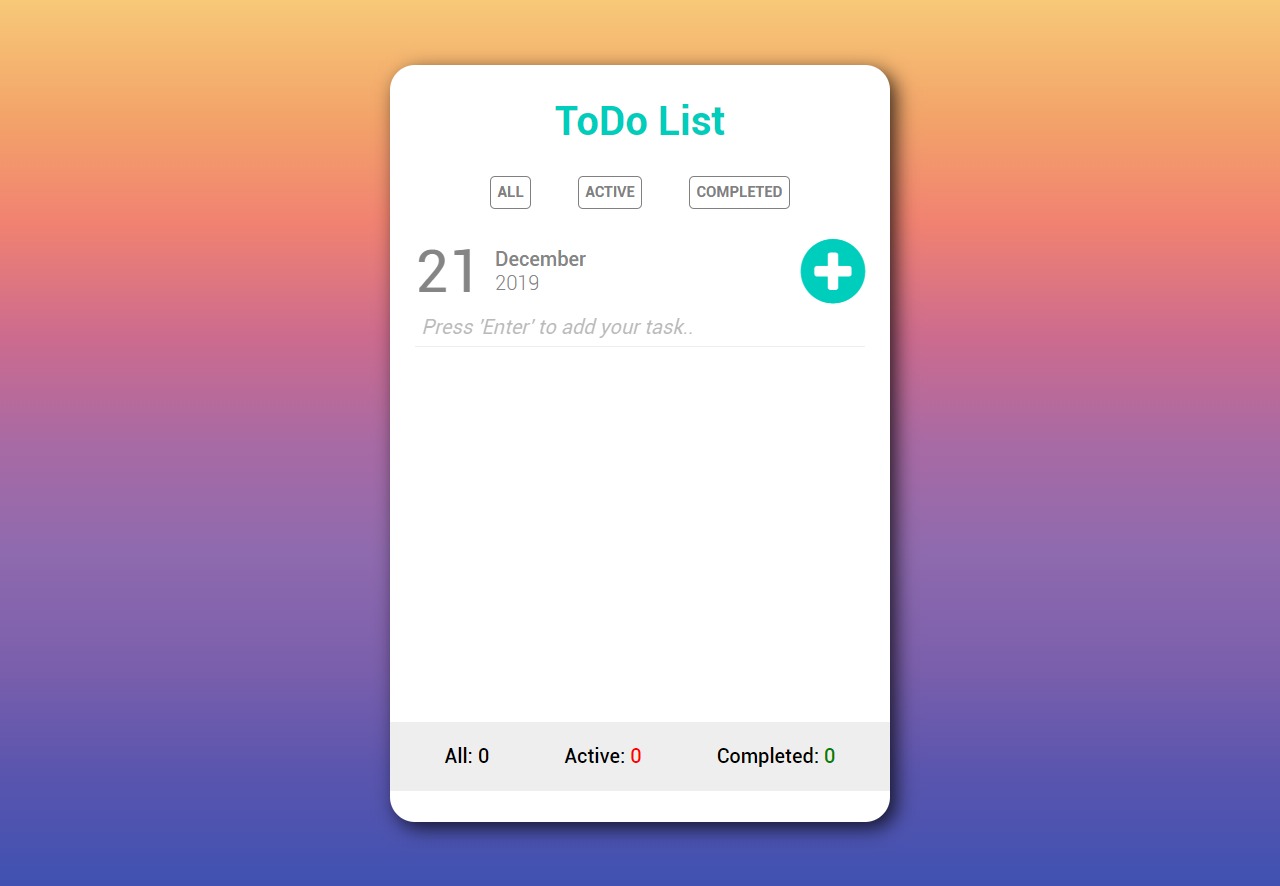 ToDo List
ALL ACTIVE COMPLETED
21 December
2019
Press 'Enter' to add your task..
All: 0 Active: 0 Completed: 0